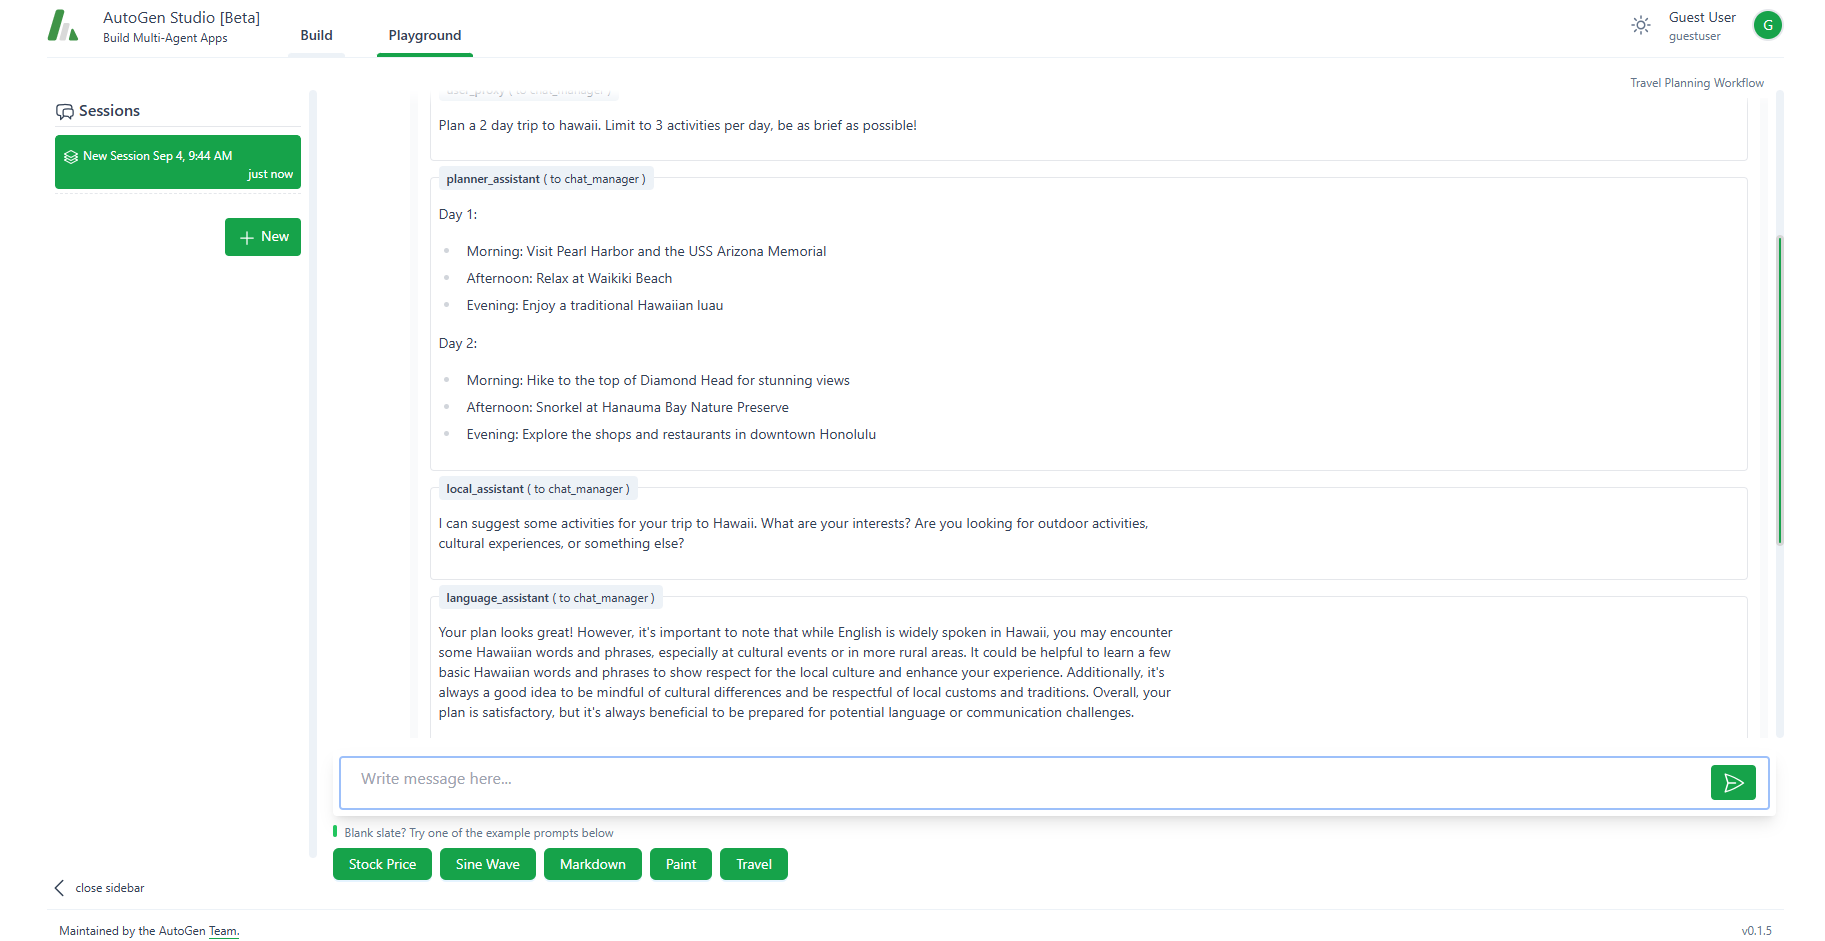 AutoGen Studio [Beta]
Build Multi-Agent Apps
Build
Playground
Guest User
guestuser
G
Travel Planning Workflow
Sessions
New Session Sep 4, 9:44 AM
just now
New
user_proxy ( to chat_manager )
Plan a 2 day trip to hawaii. Limit to 3 activities per day, be as brief as possible!
planner_assistant ( to chat_manager )
Day 1:
Morning: Visit Pearl Harbor and the USS Arizona Memorial
Afternoon: Relax at Waikiki Beach
Evening: Enjoy a traditional Hawaiian luau
Day 2:
Morning: Hike to the top of Diamond Head for stunning views
Afternoon: Snorkel at Hanauma Bay Nature Preserve
Evening: Explore the shops and restaurants in downtown Honolulu
local_assistant ( to chat_manager )
I can suggest some activities for your trip to Hawaii. What are your interests? Are you looking for outdoor activities,
cultural experiences, or something else?
language_assistant ( to chat_manager )
Your plan looks great! However, it's important to note that while English is widely spoken in Hawaii, you may encounter
some Hawaiian words and phrases, especially at cultural events or in more rural areas. It could be helpful to learn a few
basic Hawaiian words and phrases to show respect for the local culture and enhance your experience. Additionally, it's
always a good idea to be mindful of cultural differences and be respectful of local customs and traditions. Overall, your
plan is satisfactory, but it's always beneficial to be prepared for potential language or communication challenges.
Write message here...
Blank slate? Try one of the example prompts below
Stock Price
Sine Wave
Markdown
Paint
Travel
close sidebar
Maintained by the AutoGen Team.
v0.1.5